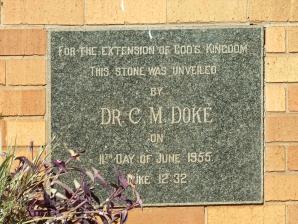 FOR THE EXTENSION OF GOD'S KINGDOM
THIS STONE WAS UNVEILED
BY
DR C. M. DOKE
ON
11TH DAY OF JUNE 1955.
LUKE 12:32